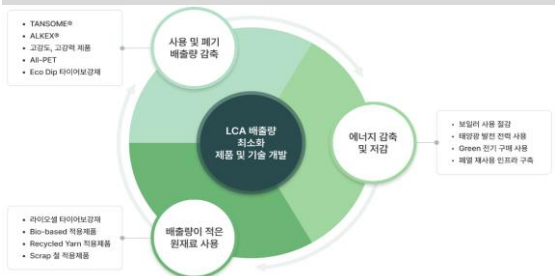 TANSOME®
ALKEX®
고강도, 고강력 제품
All-PET
Eco Dip 타이어보강재
사용 및 폐기
배출량 감축
LCA 배출량
최소화
제품 및 기술 개발
에너지 감축
및 저감
보일러 사용 절감
태양광 발전 전력 사용
Green 전기 구매 사용
폐열 재사용 인프라 구축
라이오셀 타이어보강재
Bio-based 적용제품
Recycled Yarn 적용제품
Scrap 철 적용제품
배출량이 적은
원재료 사용